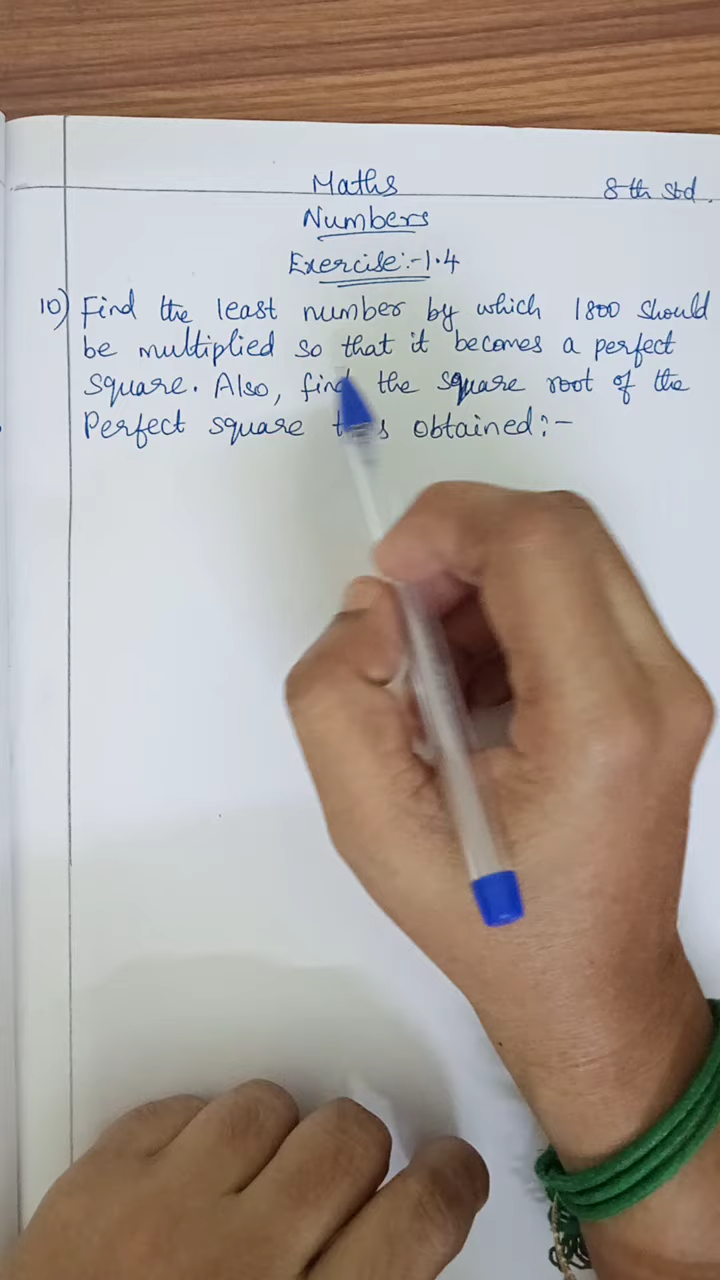 Maths 8th Std.
Numbers
Exercise:-1.4
10) Find the least number by which 1800 should
be multiplied so that it becomes a perfect
square. Also, find the square root of the
Perfect square obtained:-